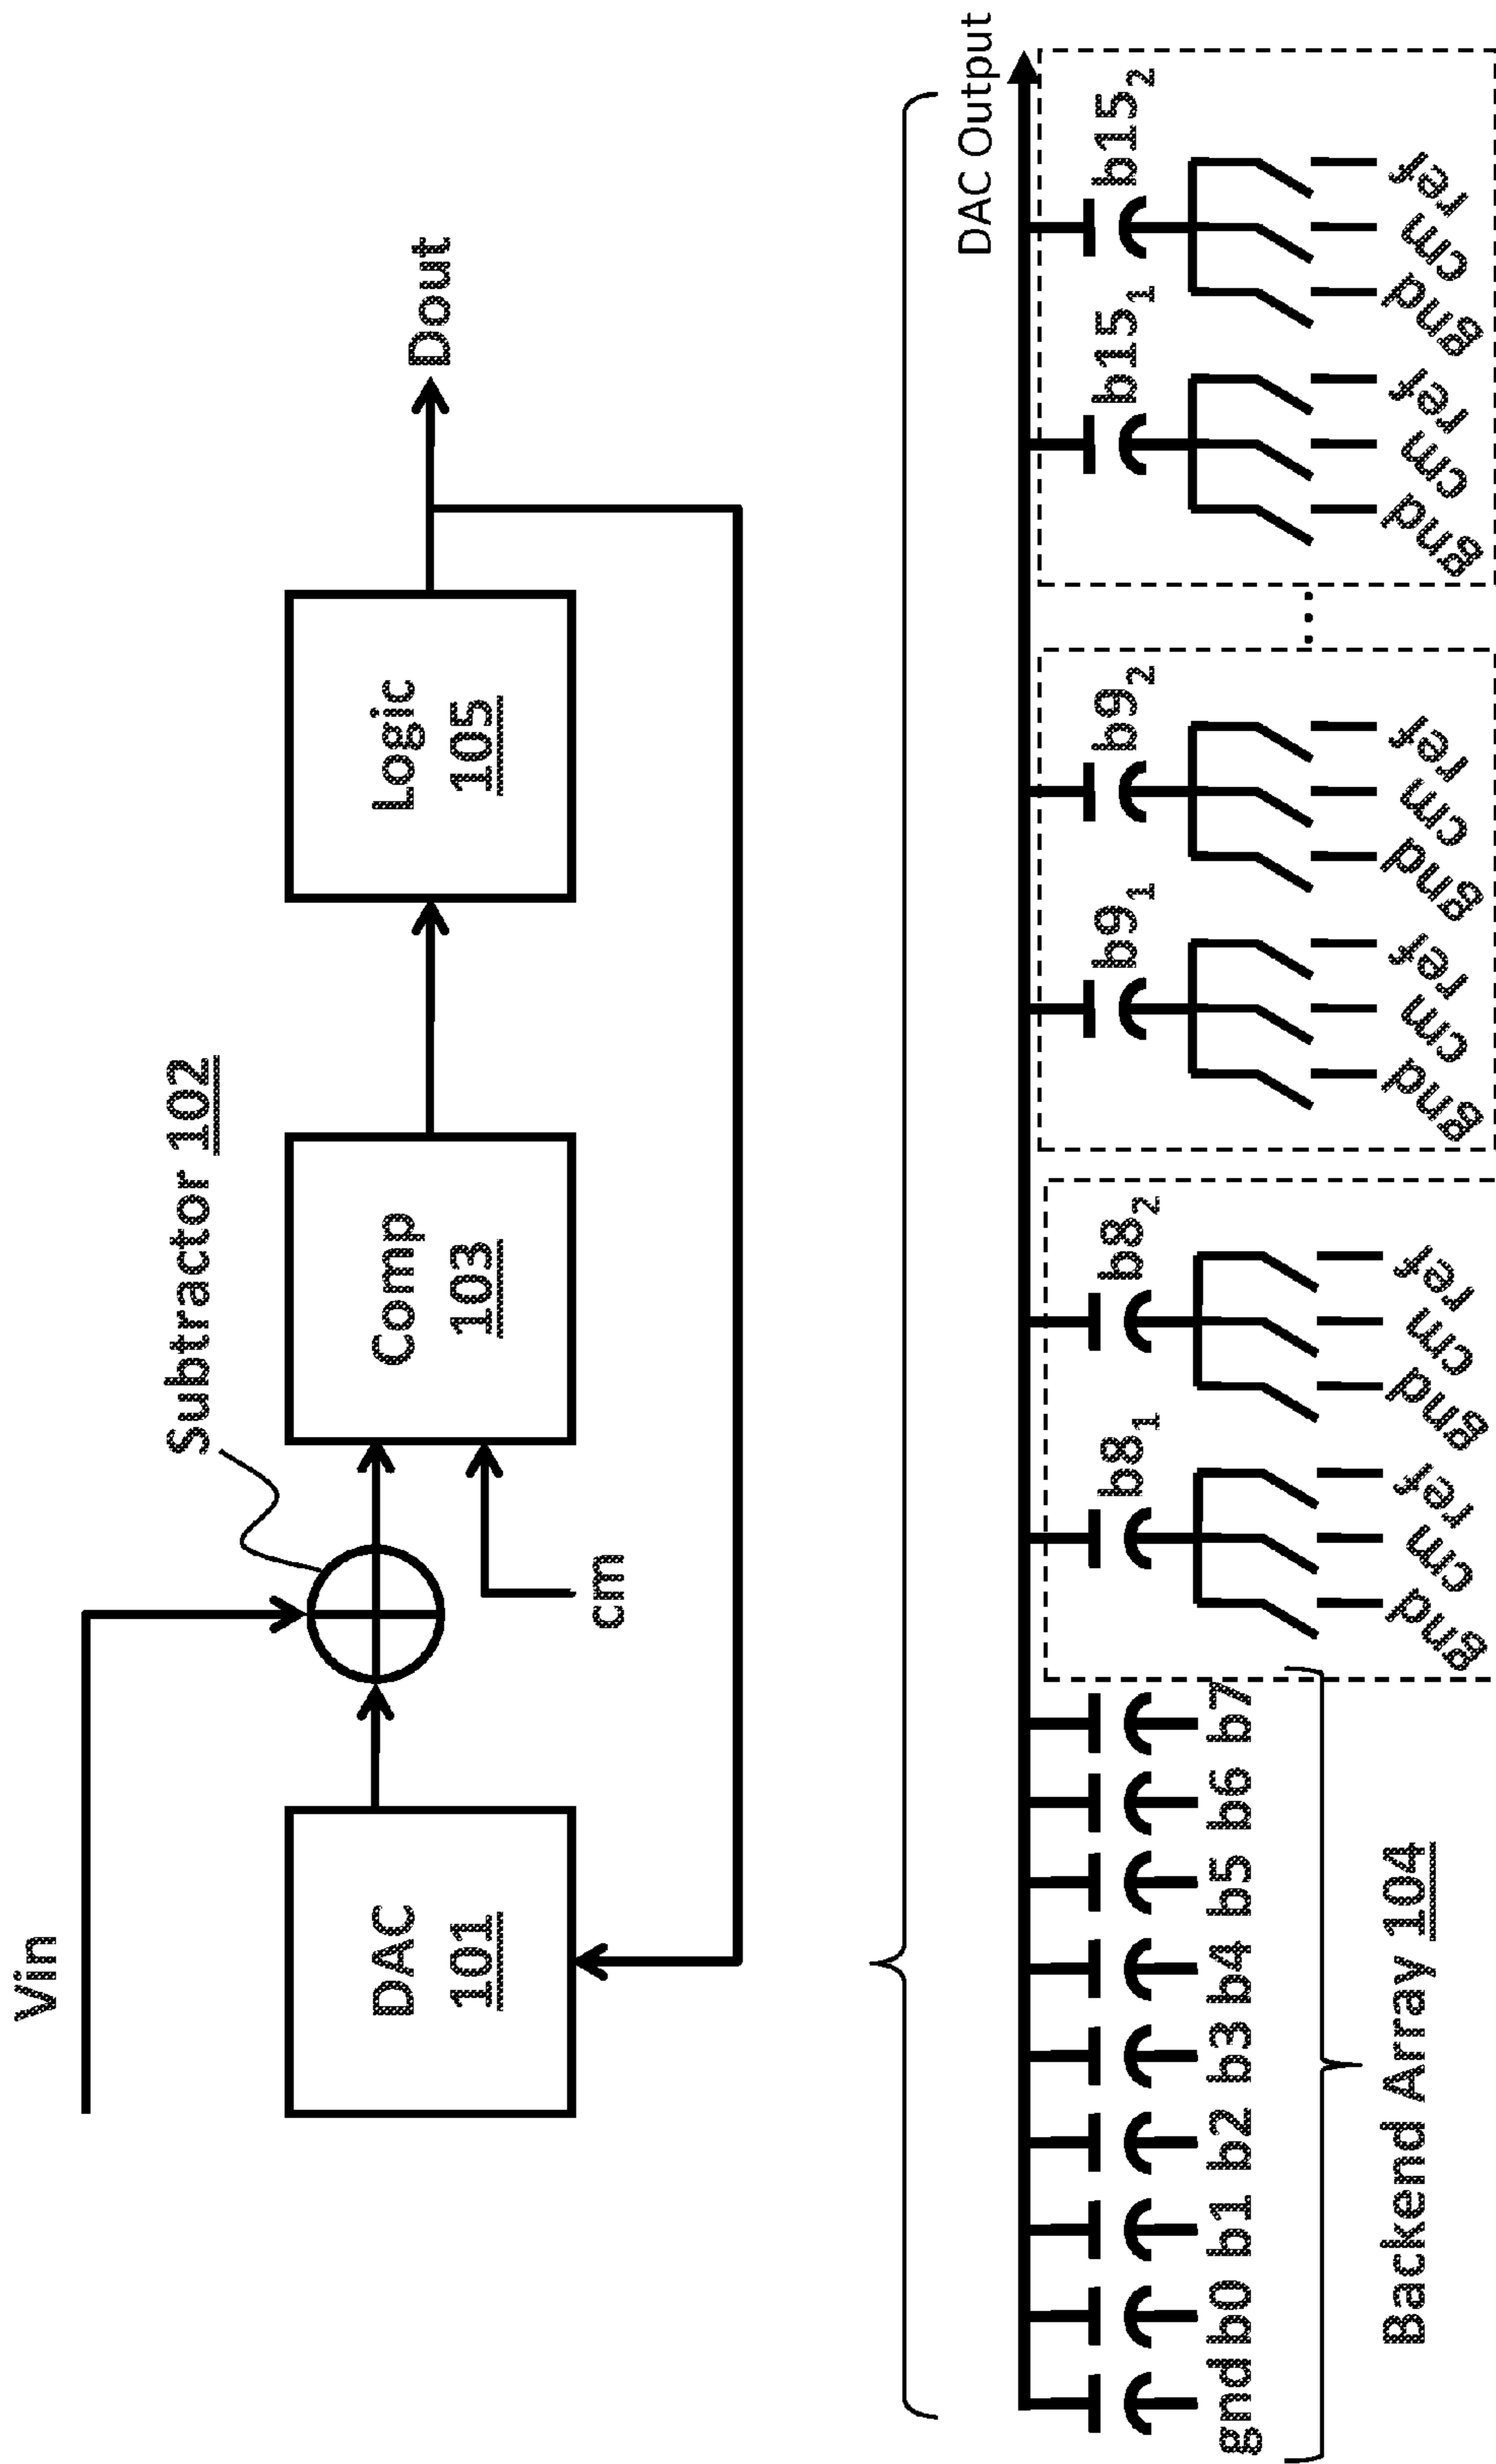 Vin
Subtractor 102
DAC
101
Comp
103
Logic
105
Dout
cm
DAC Output
gnd b0 b1 b2 b3 b4 b5 b6 b7
b8₁ b8₂ b9₁ b9₂ ... b15₁ b15₂
gnd cm ref gnd cm ref gnd cm ref gnd cm ref gnd cm ref gnd cm ref
Backend Array 104